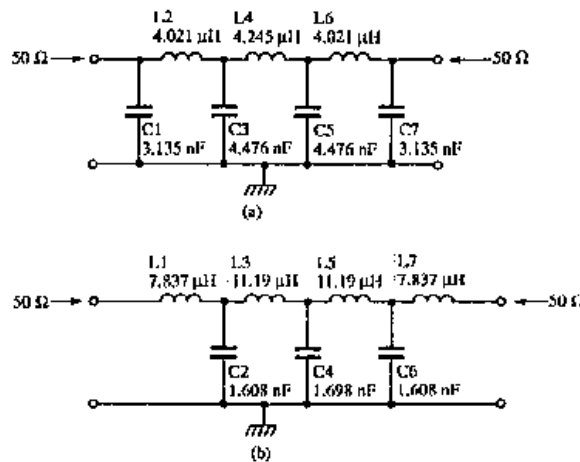 L2 L4 L6
4.021 µH 4.245 µH 4.021 µH
50 Ω 50 Ω
C1 C3 C5 C7
3.135 nF 4.476 nF 4.476 nF 3.135 nF
(a)
L1 L3 L5 L7
7.837 µH 11.19 µH 11.19 µH 7.837 µH
50 Ω 50 Ω
C2 C4 C6
1.608 nF 1.698 nF 1.608 nF
(b)